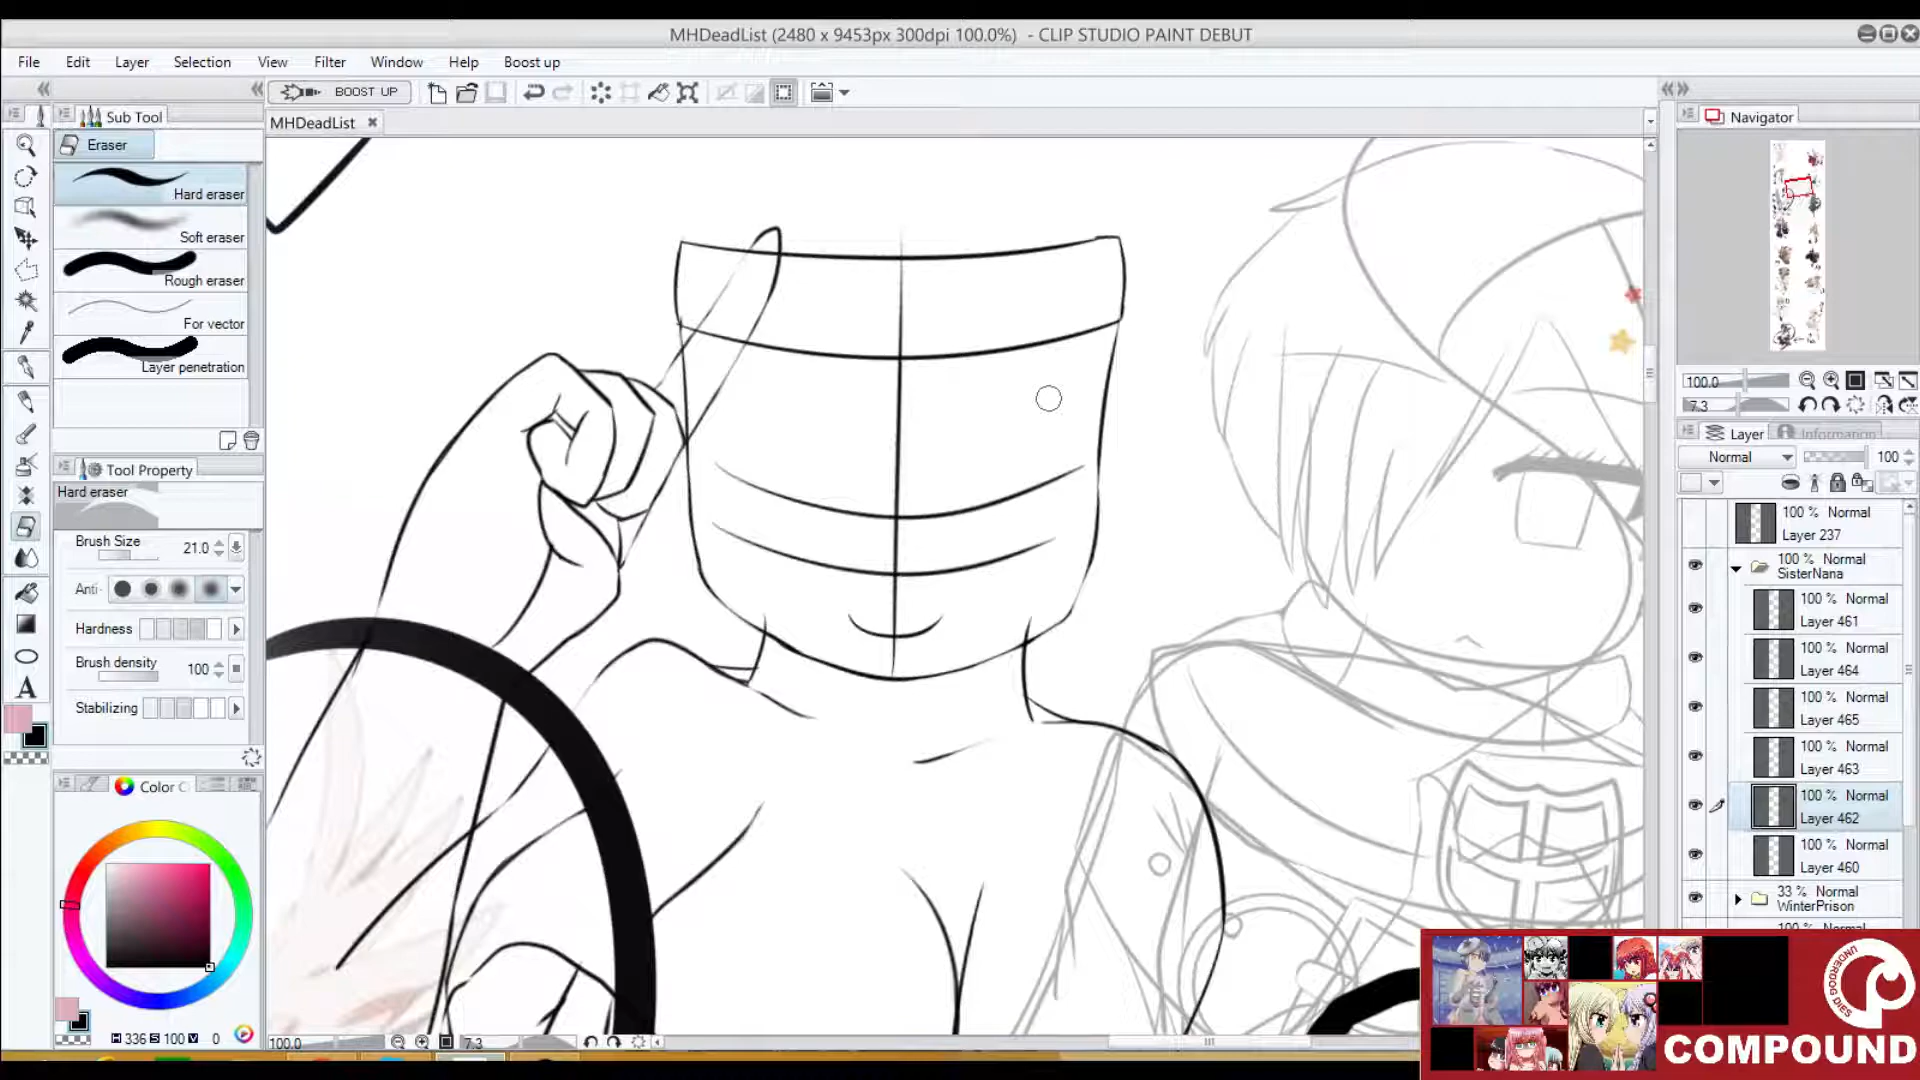 MHDeadList (2480 x 9453px 300dpi 100.0%)  - CLIP STUDIO PAINT DEBUT
File Edit Layer Selection View Filter Window Help Boost up
BOOST UP
MHDeadList
Sub Tool
Eraser
Hard eraser
Soft eraser
Rough eraser
For vector
Layer penetration
Tool Property
Hard eraser
Brush Size 21.0
Anti-
Hardness
Brush density 100
Stabilizing
Color C
H 336 S 100 V 0
100.0 7.3
Navigator
100.0
7.3
Layer Information
Normal 100
100 % Normal
Layer 237
100 % Normal
SisterNana
100 % Normal
Layer 461
100 % Normal
Layer 464
100 % Normal
Layer 465
100 % Normal
Layer 463
100 % Normal
Layer 462
100 % Normal
Layer 460
33 % Normal
WinterPrison
100 % Normal
UNDERDOG DIES
COMPOUND
A